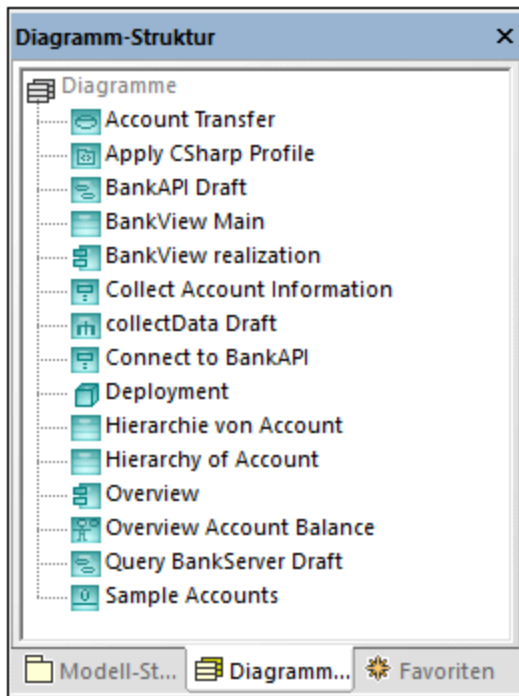 Diagramm-Struktur
Diagramme
Account Transfer
Apply CSharp Profile
BankAPI Draft
BankView Main
BankView realization
Collect Account Information
collectData Draft
Connect to BankAPI
Deployment
Hierarchie von Account
Hierarchy of Account
Overview
Overview Account Balance
Query BankServer Draft
Sample Accounts
Modell-St... Diagramm... Favoriten